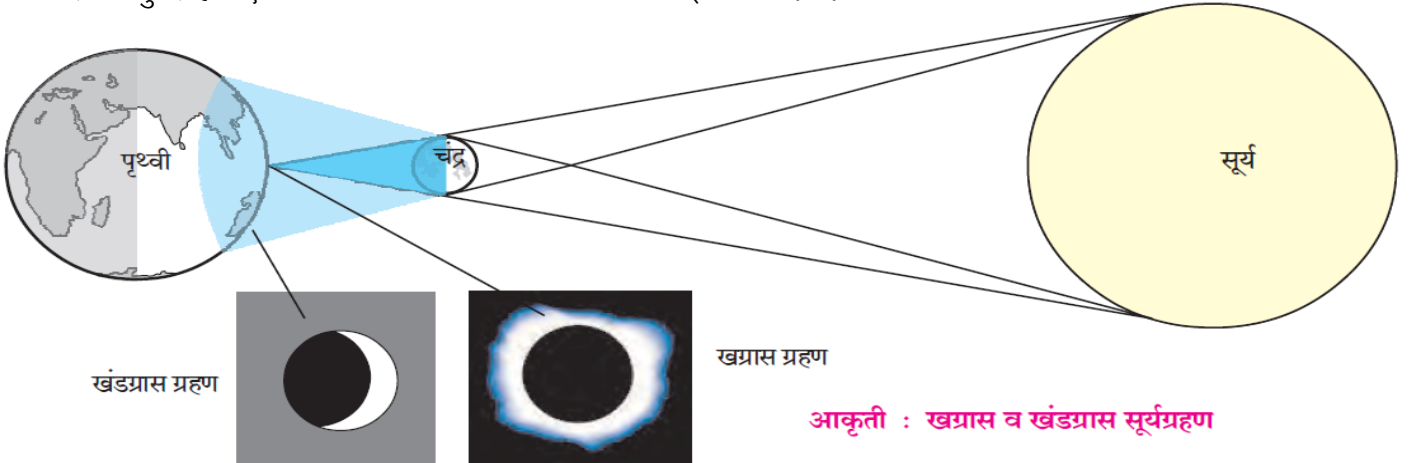 पृथ्वी
चंद्र
सूर्य
खंडग्रास ग्रहण
खग्रास ग्रहण
आकृती : खग्रास व खंडग्रास सूर्यग्रहण